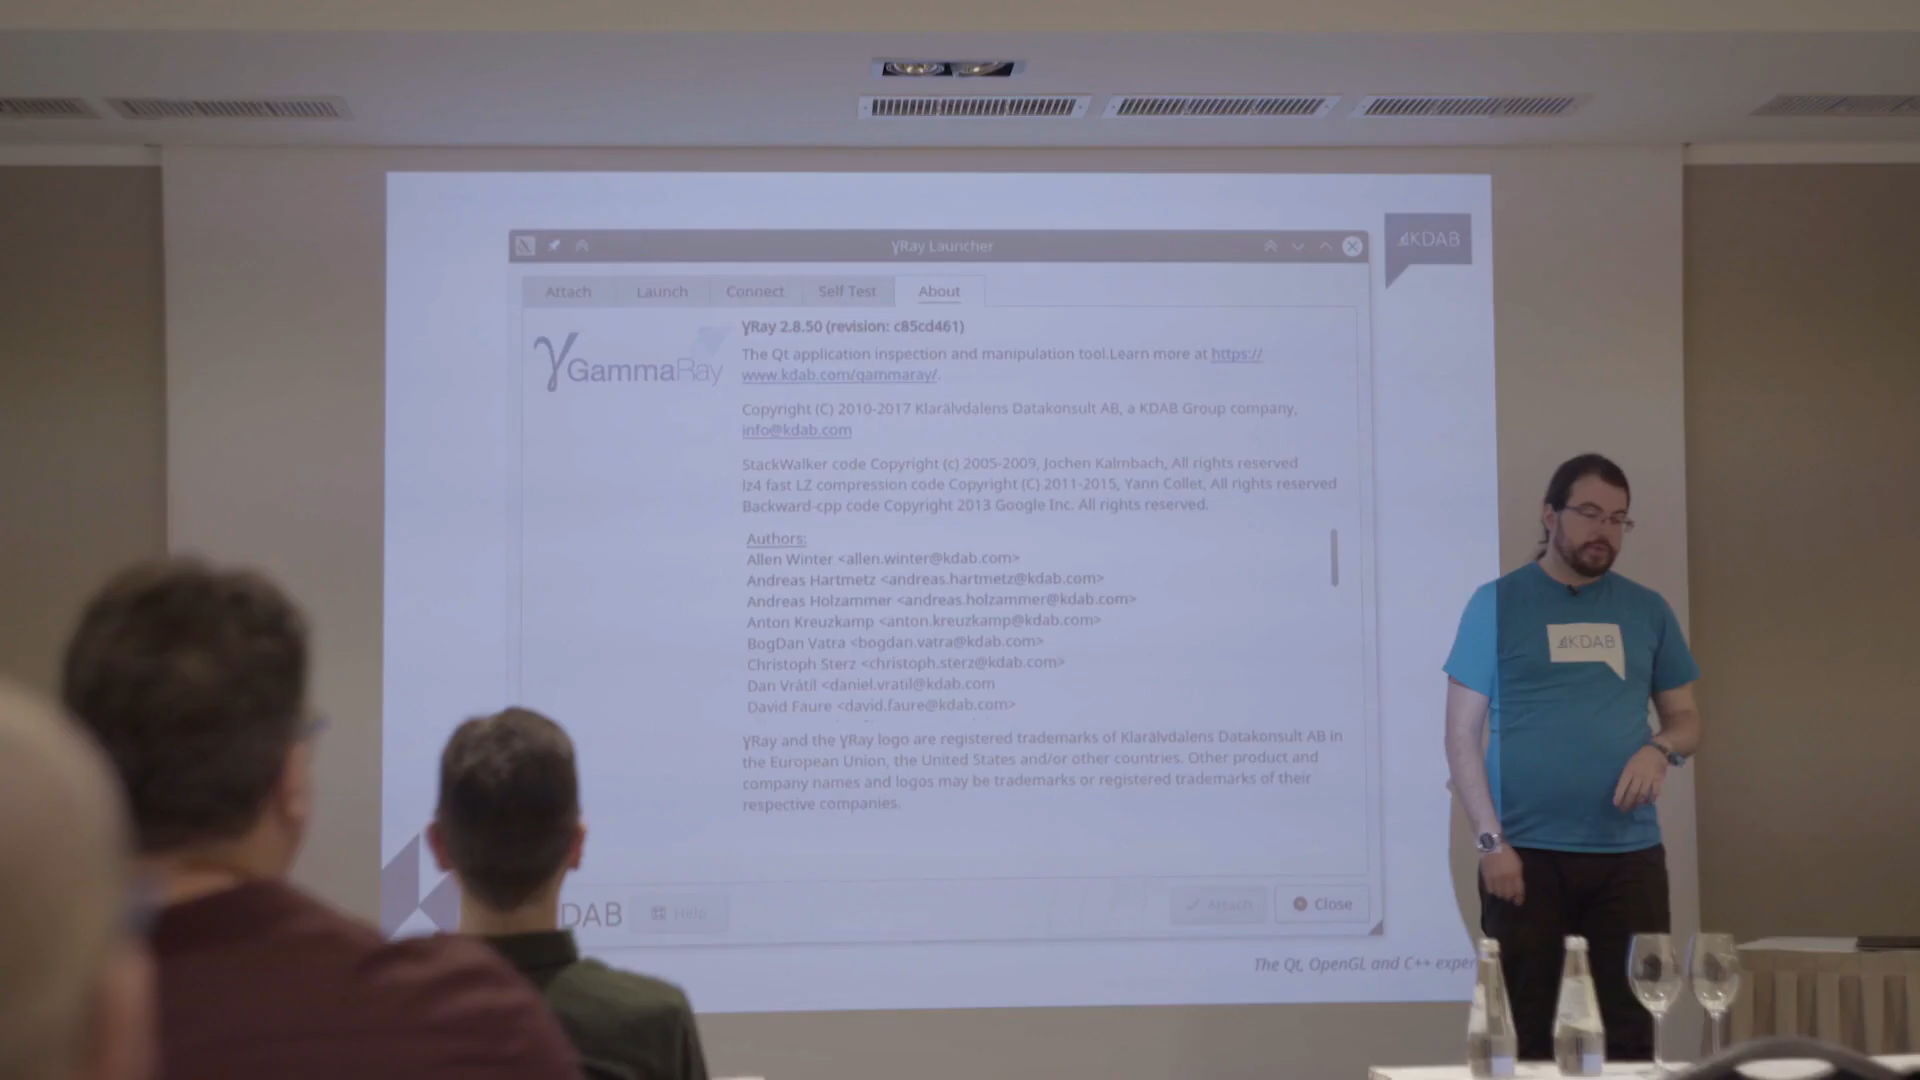 ɣRay Launcher
KDAB
Attach
Launch
Connect
Self Test
About
ɣRay 2.8.50 (revision: c85cd461)
The Qt application inspection and manipulation tool.Learn more at https://
www.kdab.com/gammaray/.
GammaRay
Copyright (C) 2010-2017 Klarälvdalens Datakonsult AB, a KDAB Group company,
info@kdab.com
StackWalker code Copyright (c) 2005-2009, Jochen Kalmbach, All rights reserved
lz4 fast LZ compression code Copyright (C) 2011-2015, Yann Collet, All rights reserved
Backward-cpp code Copyright 2013 Google Inc. All rights reserved.
Authors:
Allen Winter <allen.winter@kdab.com>
Andreas Hartmetz <andreas.hartmetz@kdab.com>
Andreas Holzammer <andreas.holzammer@kdab.com>
Anton Kreuzkamp <anton.kreuzkamp@kdab.com>
BogDan Vatra <bogdan.vatra@kdab.com>
Christoph Sterz <christoph.sterz@kdab.com>
Dan Vrátil <daniel.vratil@kdab.com
David Faure <david.faure@kdab.com>
ɣRay and the ɣRay logo are registered trademarks of Klarälvdalens Datakonsult AB in
the European Union, the United States and/or other countries. Other product and
company names and logos may be trademarks or registered trademarks of their
respective companies.
KDAB
DAB
Help
Attach
Close
The Qt, OpenGL and C++ exper